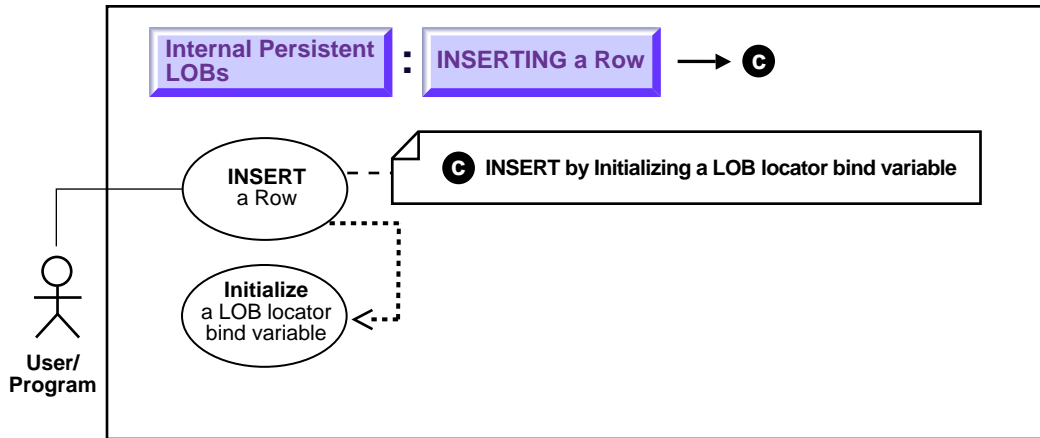 Internal Persistent
LOBs
:
INSERTING a Row
C
C INSERT by Initializing a LOB locator bind variable
INSERT
a Row
Initialize
a LOB locator
bind variable
User/
Program